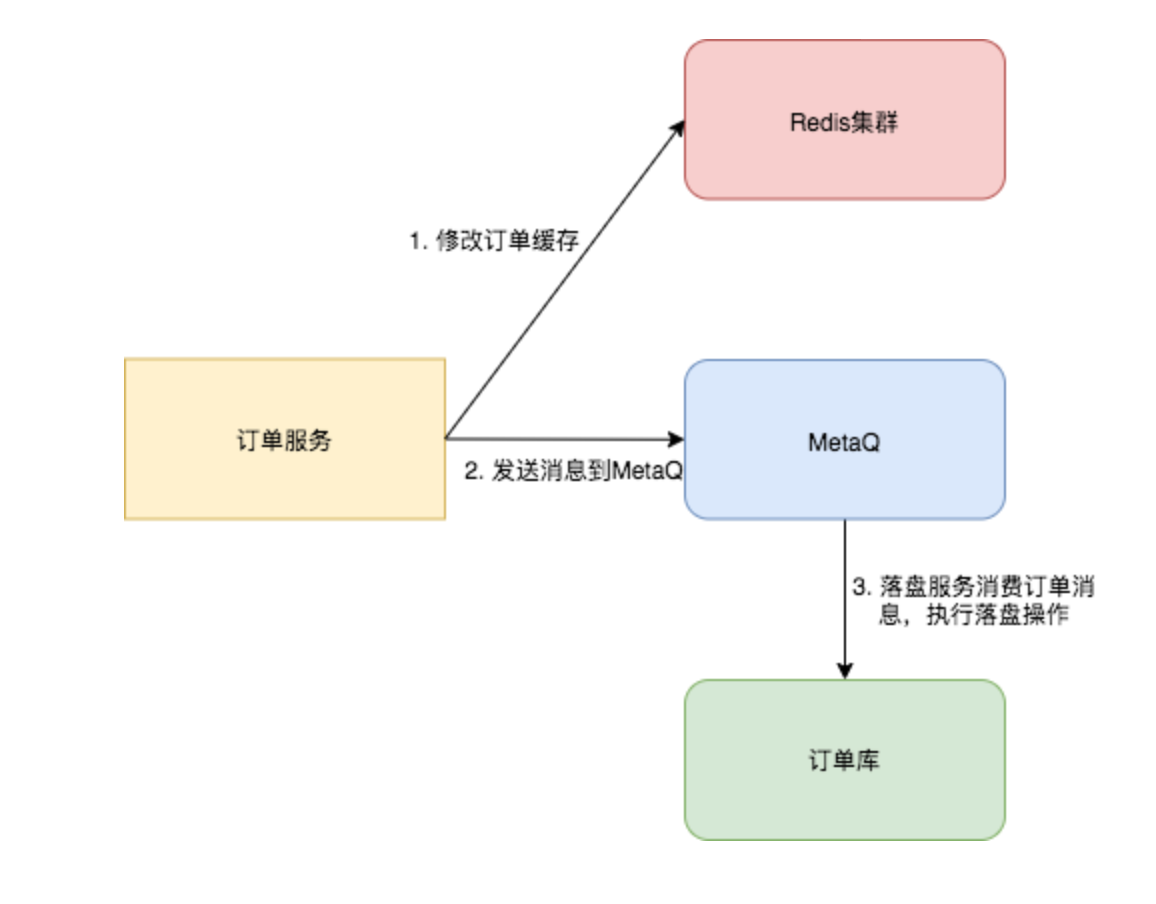 Redis集群
1. 修改订单缓存
订单服务
MetaQ
2. 发送消息到MetaQ
3. 落盘服务消费订单消
息，执行落盘操作
订单库